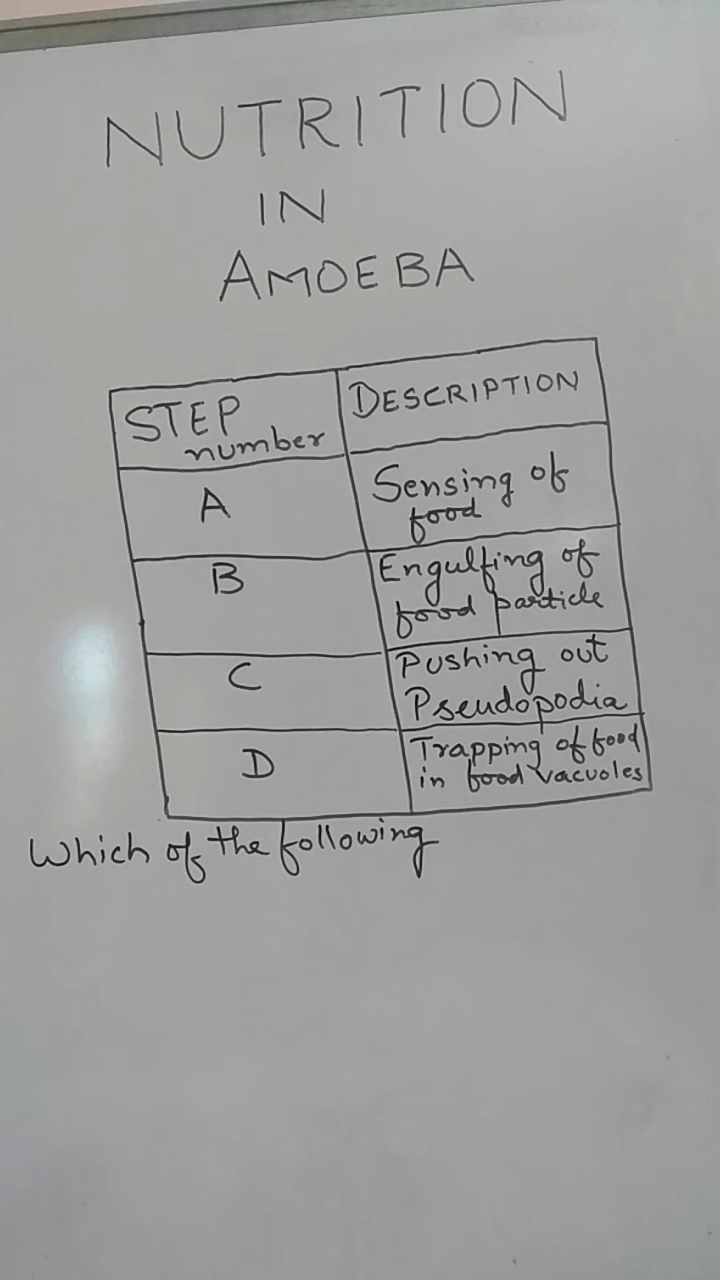 NUTRITION
IN
AMOEBA
STEP number
DESCRIPTION
A
Sensing of
food
B
Engulfing of
food particle
C
Pushing out
Pseudopodia
D
Trapping of food
in food vacuoles
Which of the following